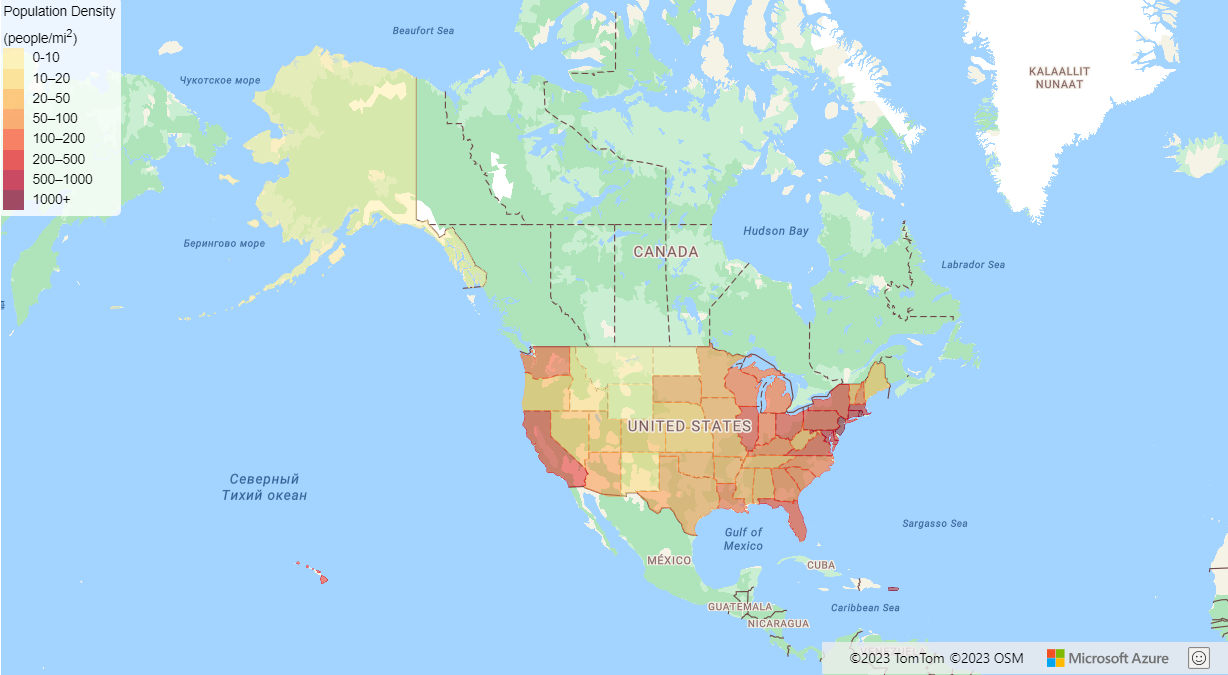 Population Density
(people/mi²)
0-10
10–20
20–50
50–100
100–200
200–500
500–1000
1000+
Beaufort Sea
Чукотское море
KALAALLIT
NUNAAT
Берингово море
Hudson Bay
CANADA
Labrador Sea
UNITED STATES
Северный
Тихий океан
Gulf of
Mexico
Sargasso Sea
MÉXICO
CUBA
GUATEMALA
Caribbean Sea
NICARAGUA
VENEZUELA
©2023 TomTom ©2023 OSM
Microsoft Azure